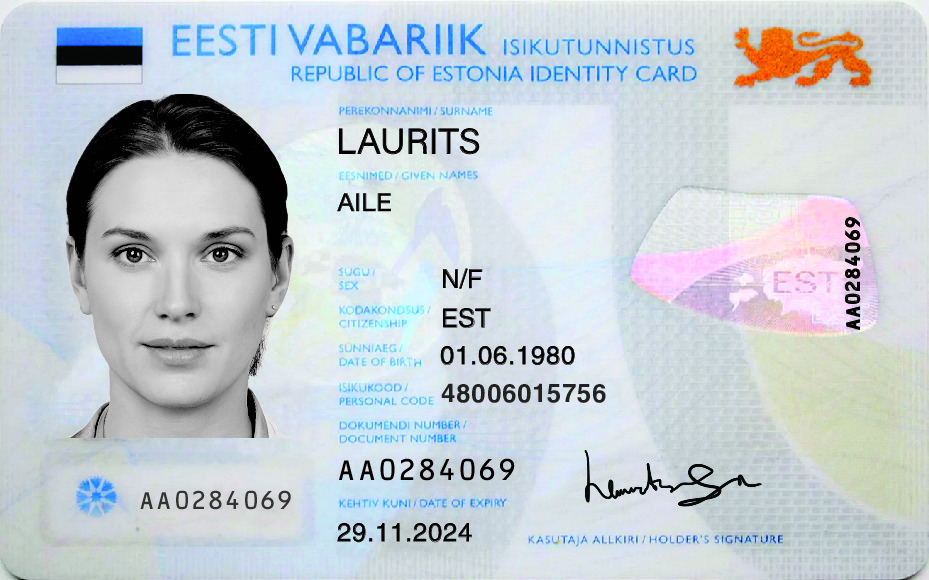 EESTI VABARIIK ISIKUTUNNISTUS
REPUBLIC OF ESTONIA IDENTITY CARD
PEREKONNANIMI / SURNAME
LAURITS
EESNIMED / GIVEN NAMES
AILE
SUGU /
SEX
N/F
KODAKONDSUS /
CITIZENSHIP
EST
SÜNNIAEG /
DATE OF BIRTH
01.06.1980
ISIKUKOOD /
PERSONAL CODE
48006015756
DOKUMENDI NUMBER /
DOCUMENT NUMBER
AA0284069
KEHTIV KUNI / DATE OF EXPIRY
29.11.2024
AA0284069
EST
AA0284069
KASUTAJA ALLKIRI / HOLDER'S SIGNATURE